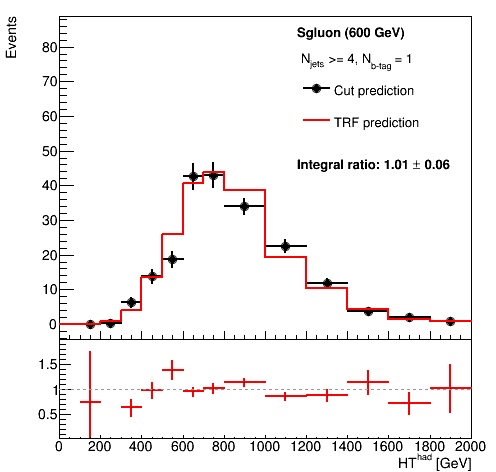 Events
Sgluon (600 GeV)
N_jets >= 4, N_b-tag = 1
Cut prediction
TRF prediction
Integral ratio: 1.01 ± 0.06
80
70
60
50
40
30
20
10
0
1.5
1
0.5
0 200 400 600 800 1000 1200 1400 1600 1800 2000
HT^had [GeV]